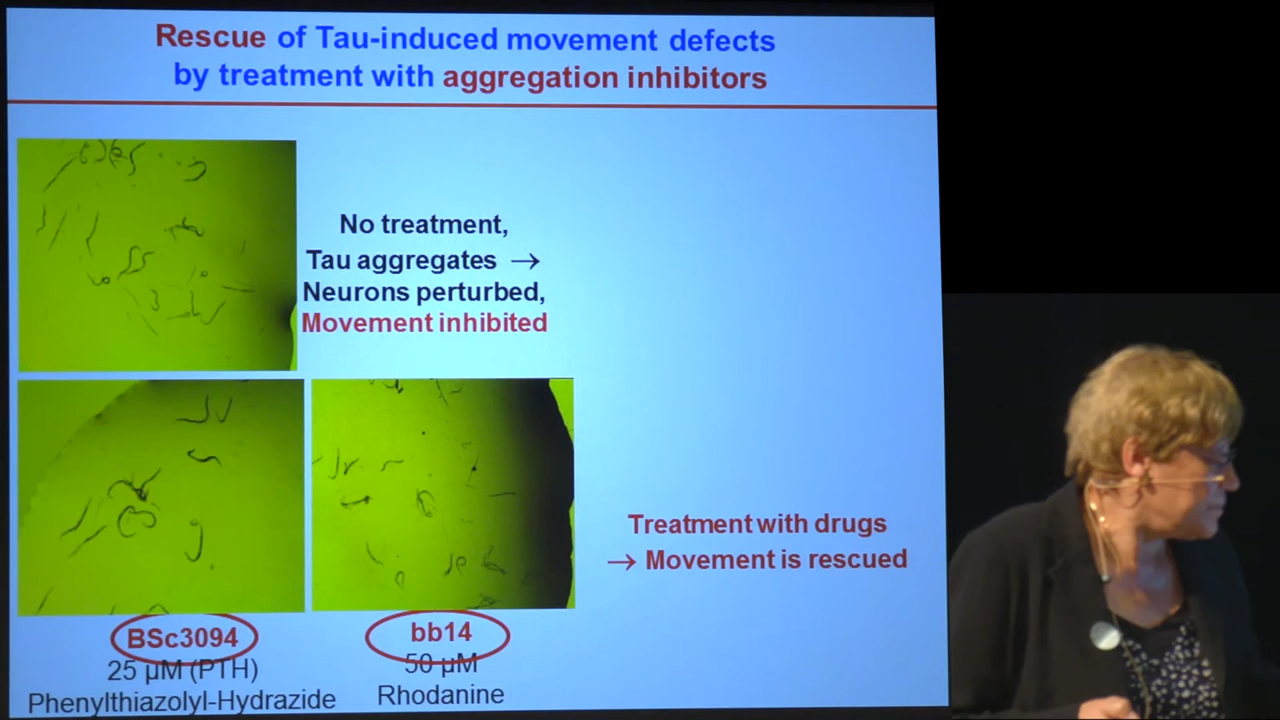 Rescue of Tau-induced movement defects
by treatment with aggregation inhibitors
No treatment,
Tau aggregates →
Neurons perturbed,
Movement inhibited
Treatment with drugs
→ Movement is rescued
BSc3094
25 µM (PTH)
Phenylthiazolyl-Hydrazide
bb14
50 µM
Rhodanine